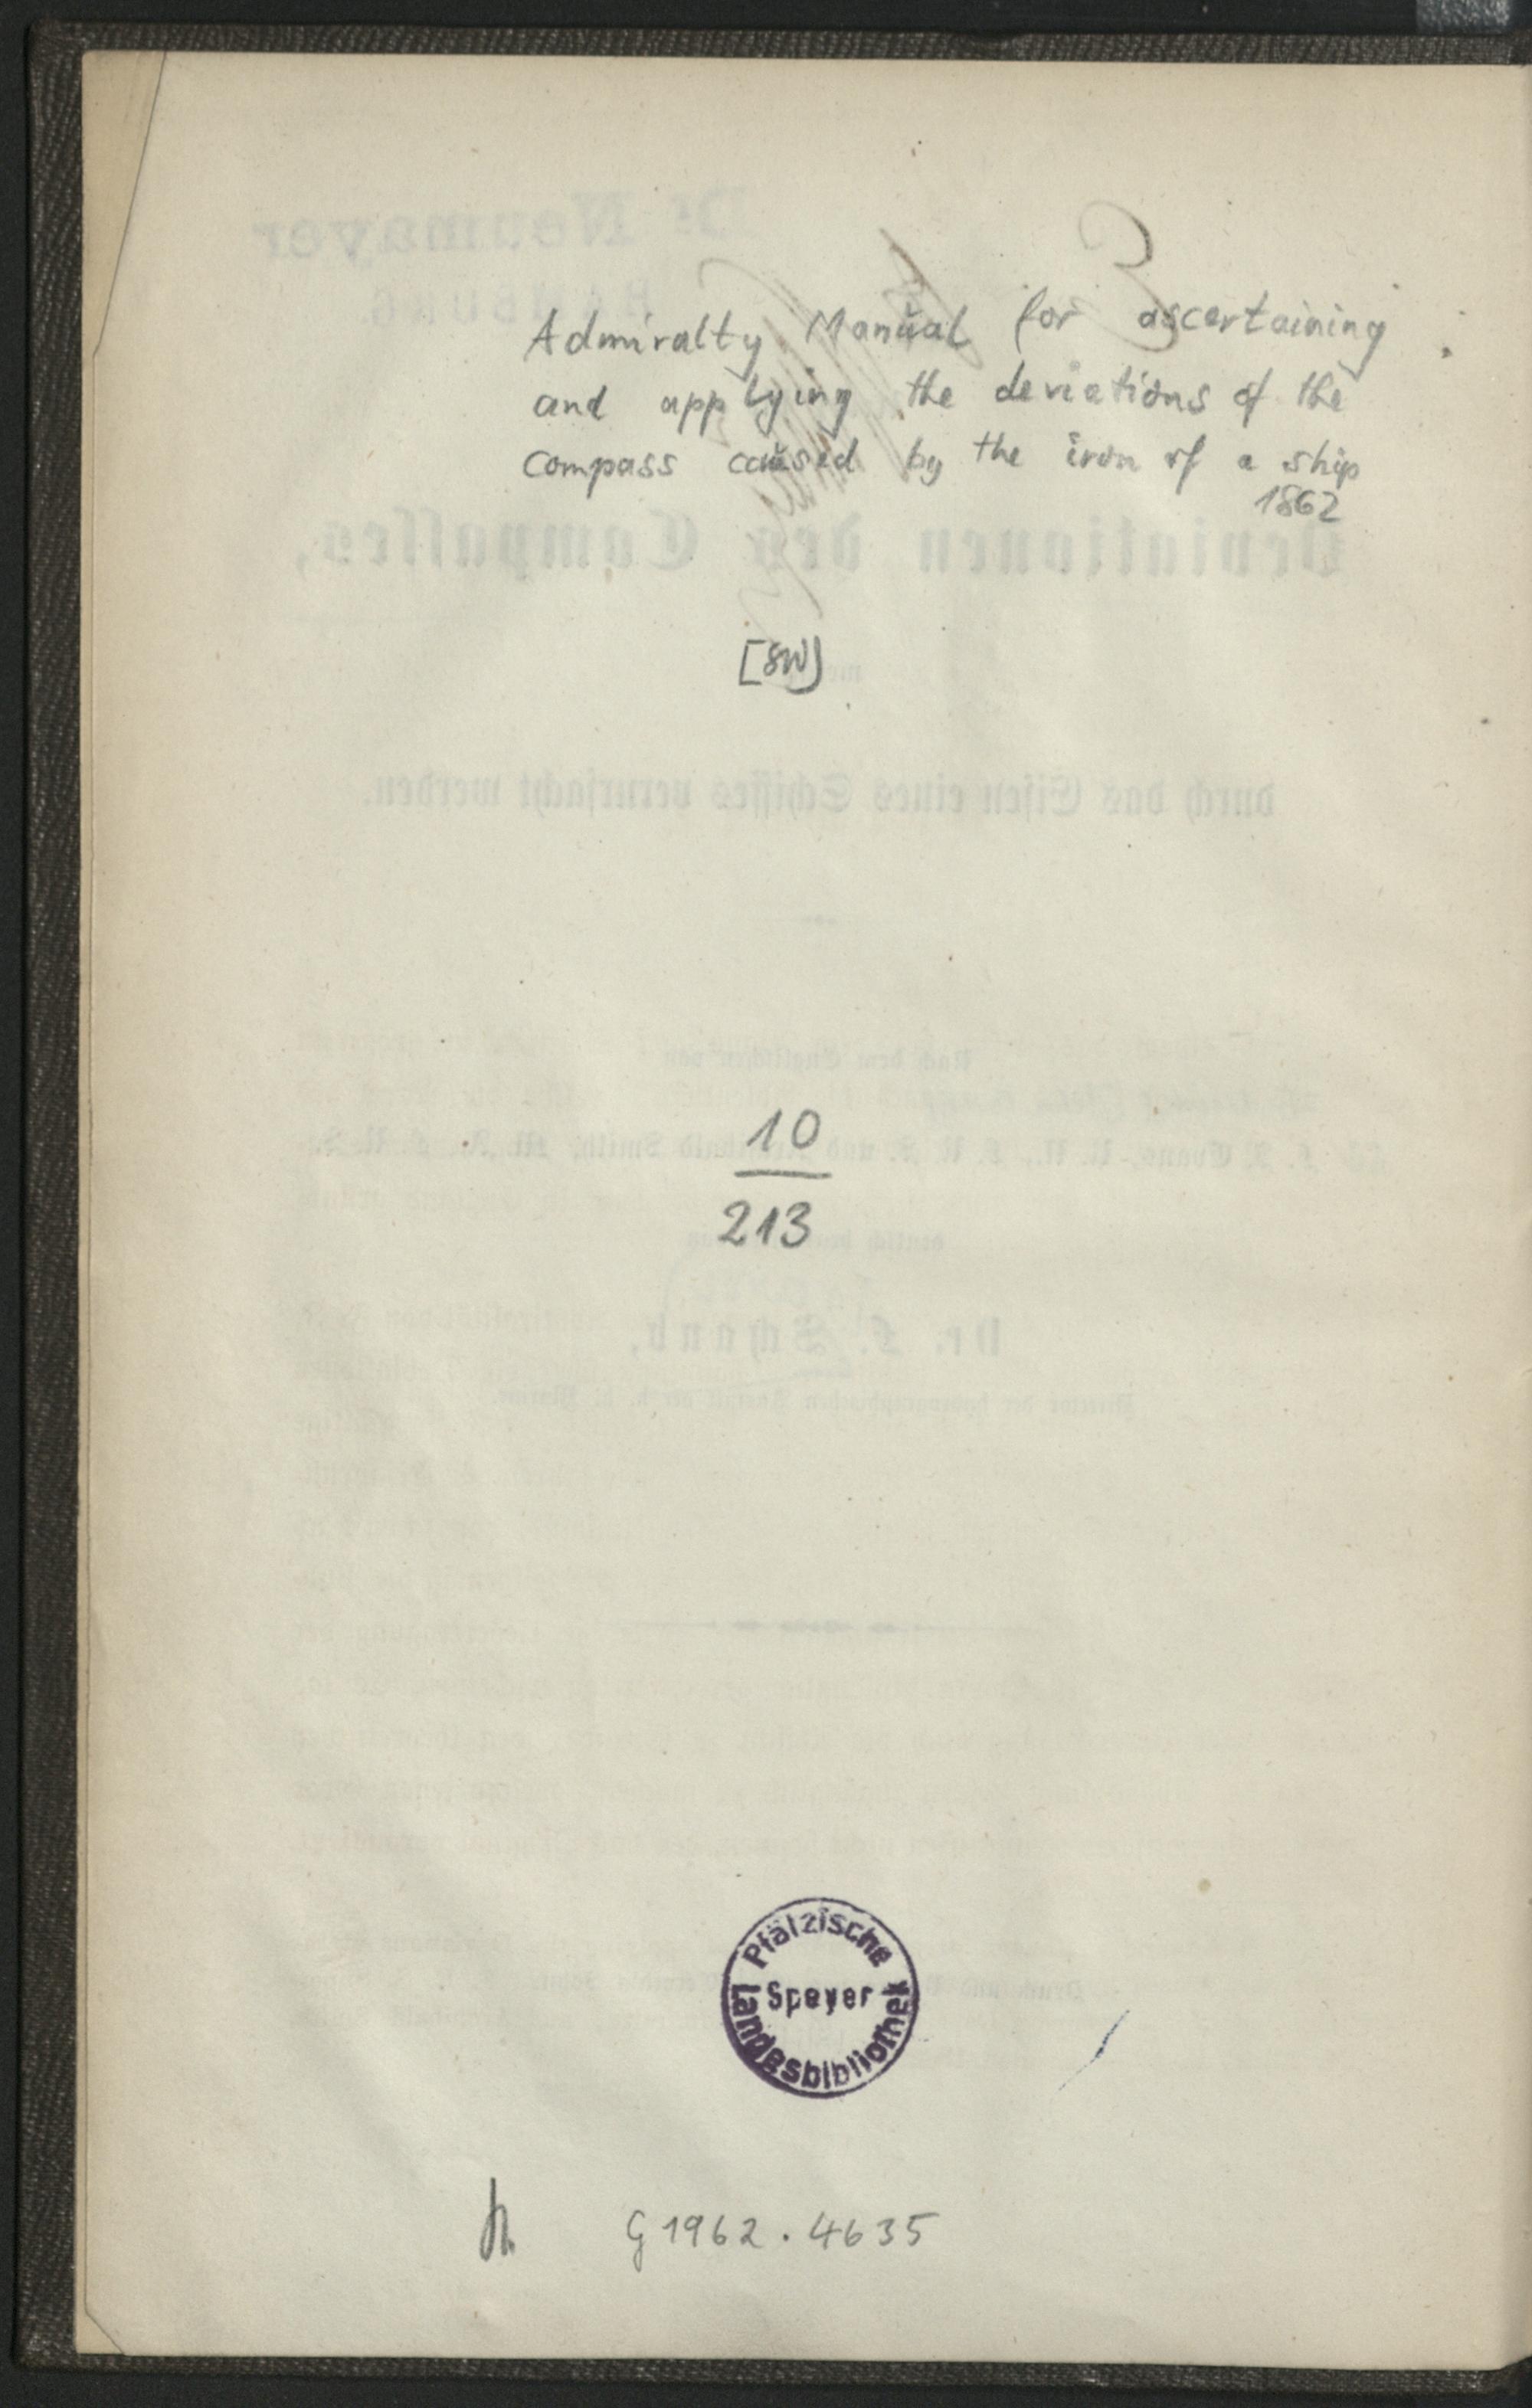 Admiralty Manual for ascertaining
and applying the deviations of the
compass caused by the iron of a ship
1862
[SW]
10
213
Pfälzische
Speyer
Landesbibliothek
G 1962.4635